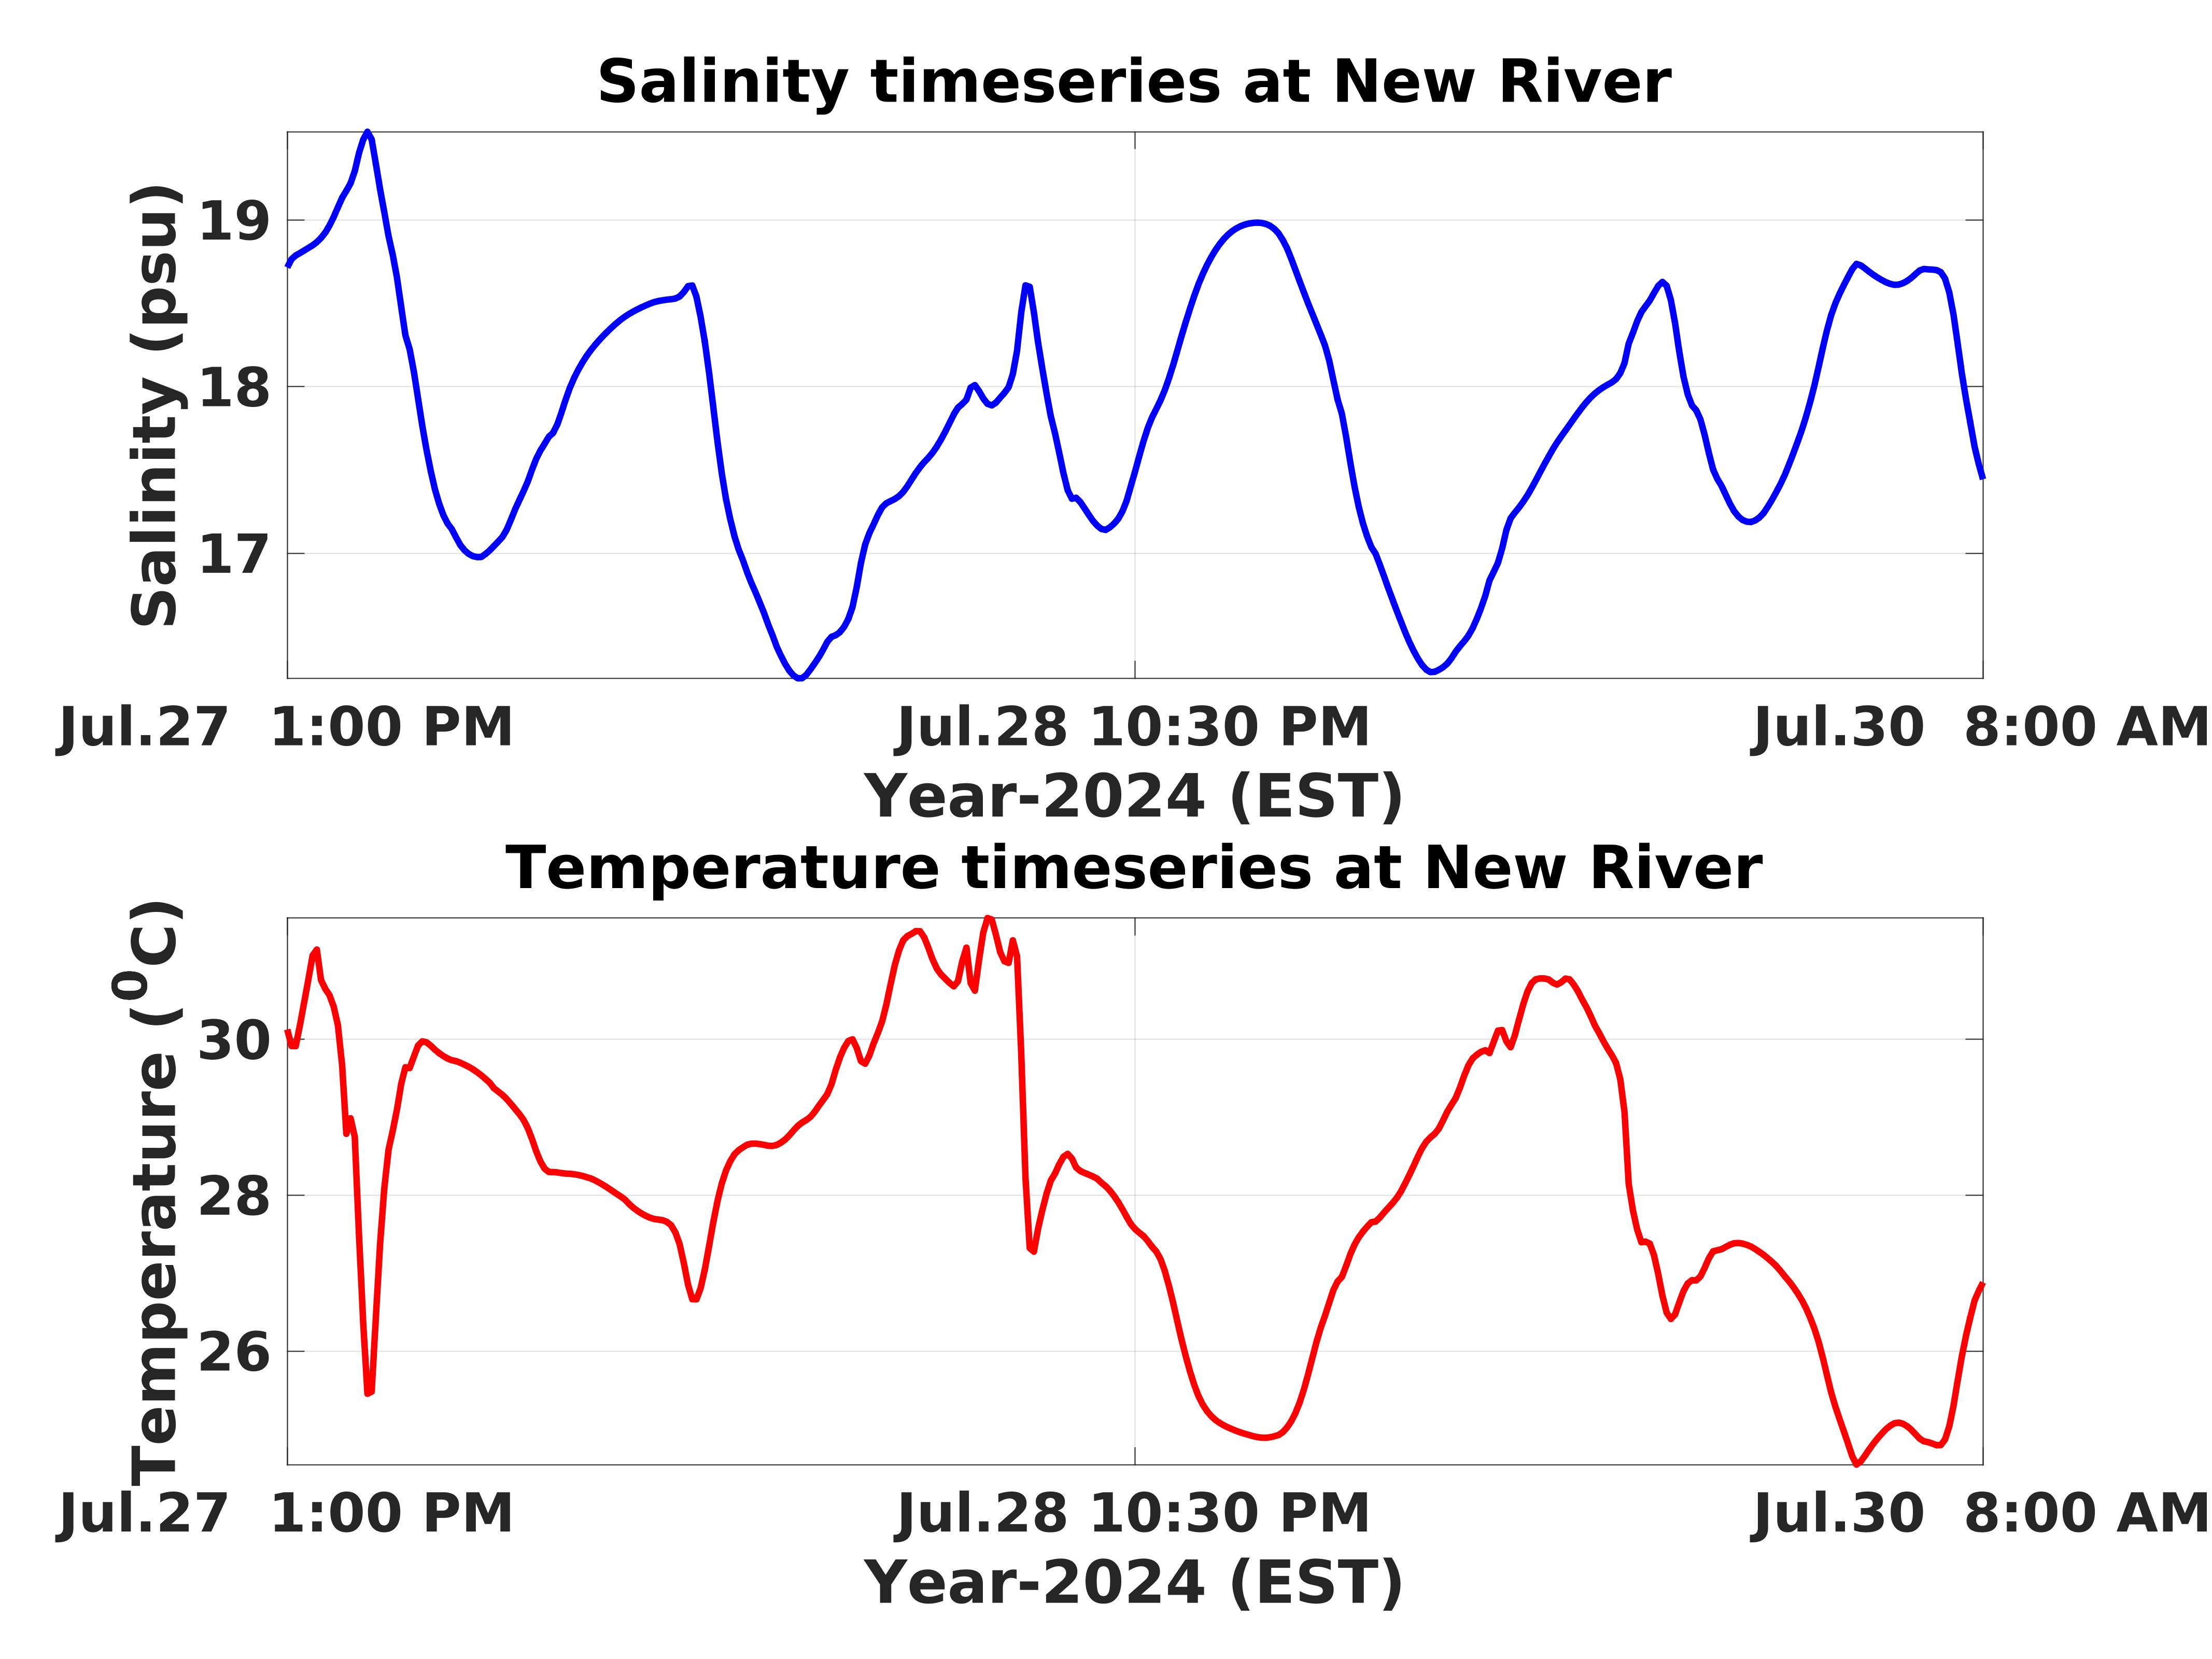 Salinity timeseries at New River
Salinity (psu)
19
18
17
Jul.27  1:00 PM
Jul.28 10:30 PM
Jul.30  8:00 AM
Year-2024 (EST)
Temperature timeseries at New River
Temperature (⁰C)
30
28
26
Jul.27  1:00 PM
Jul.28 10:30 PM
Jul.30  8:00 AM
Year-2024 (EST)